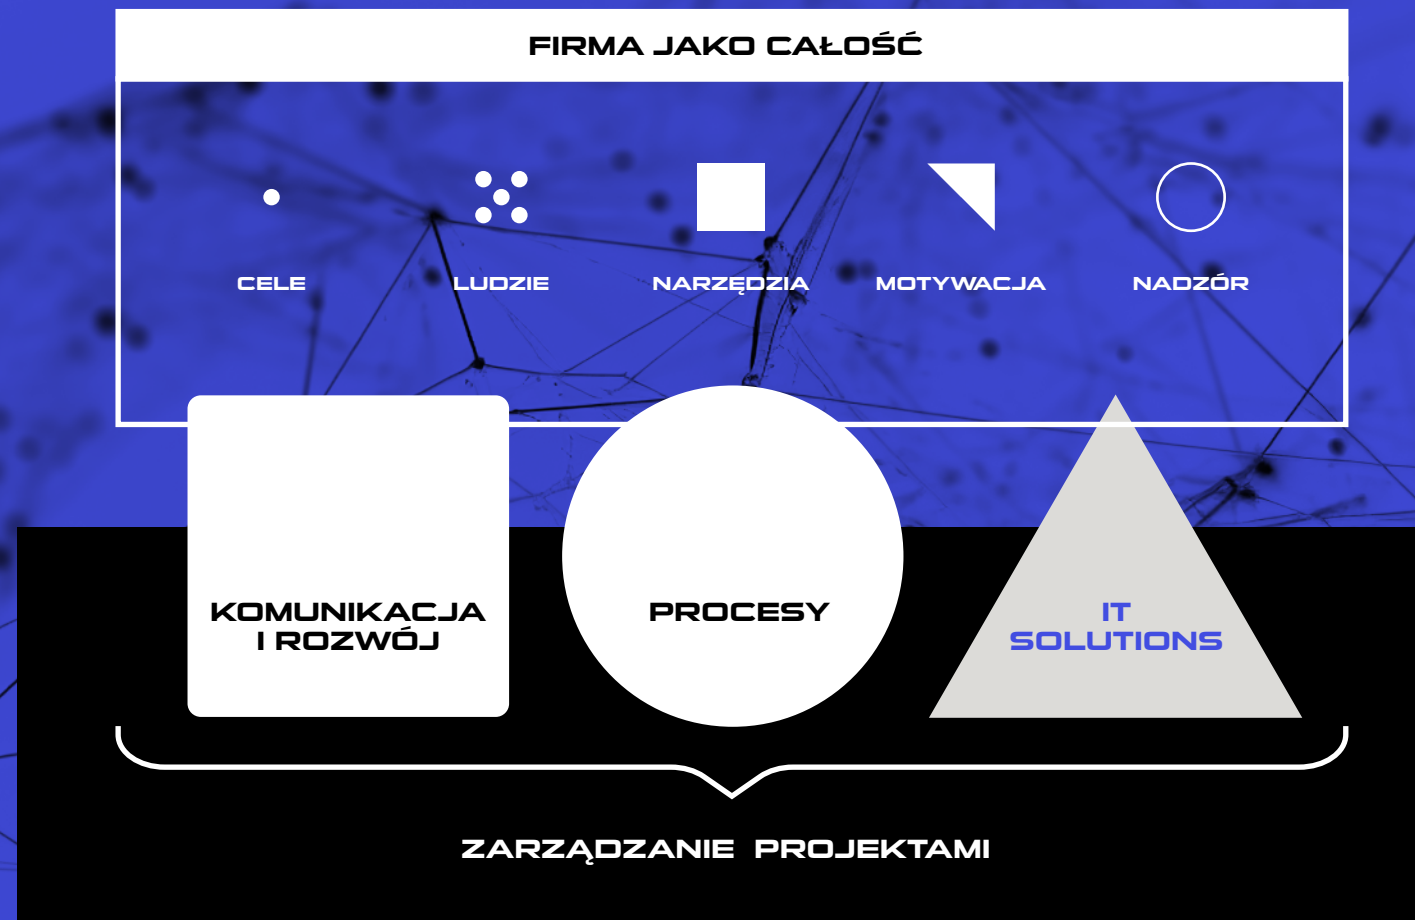 FIRMA JAKO CAŁOŚĆ
CELE
LUDZIE
NARZĘDZIA
MOTYWACJA
NADZÓR
KOMUNIKACJA
I ROZWÓJ
PROCESY
IT
SOLUTIONS
ZARZĄDZANIE PROJEKTAMI